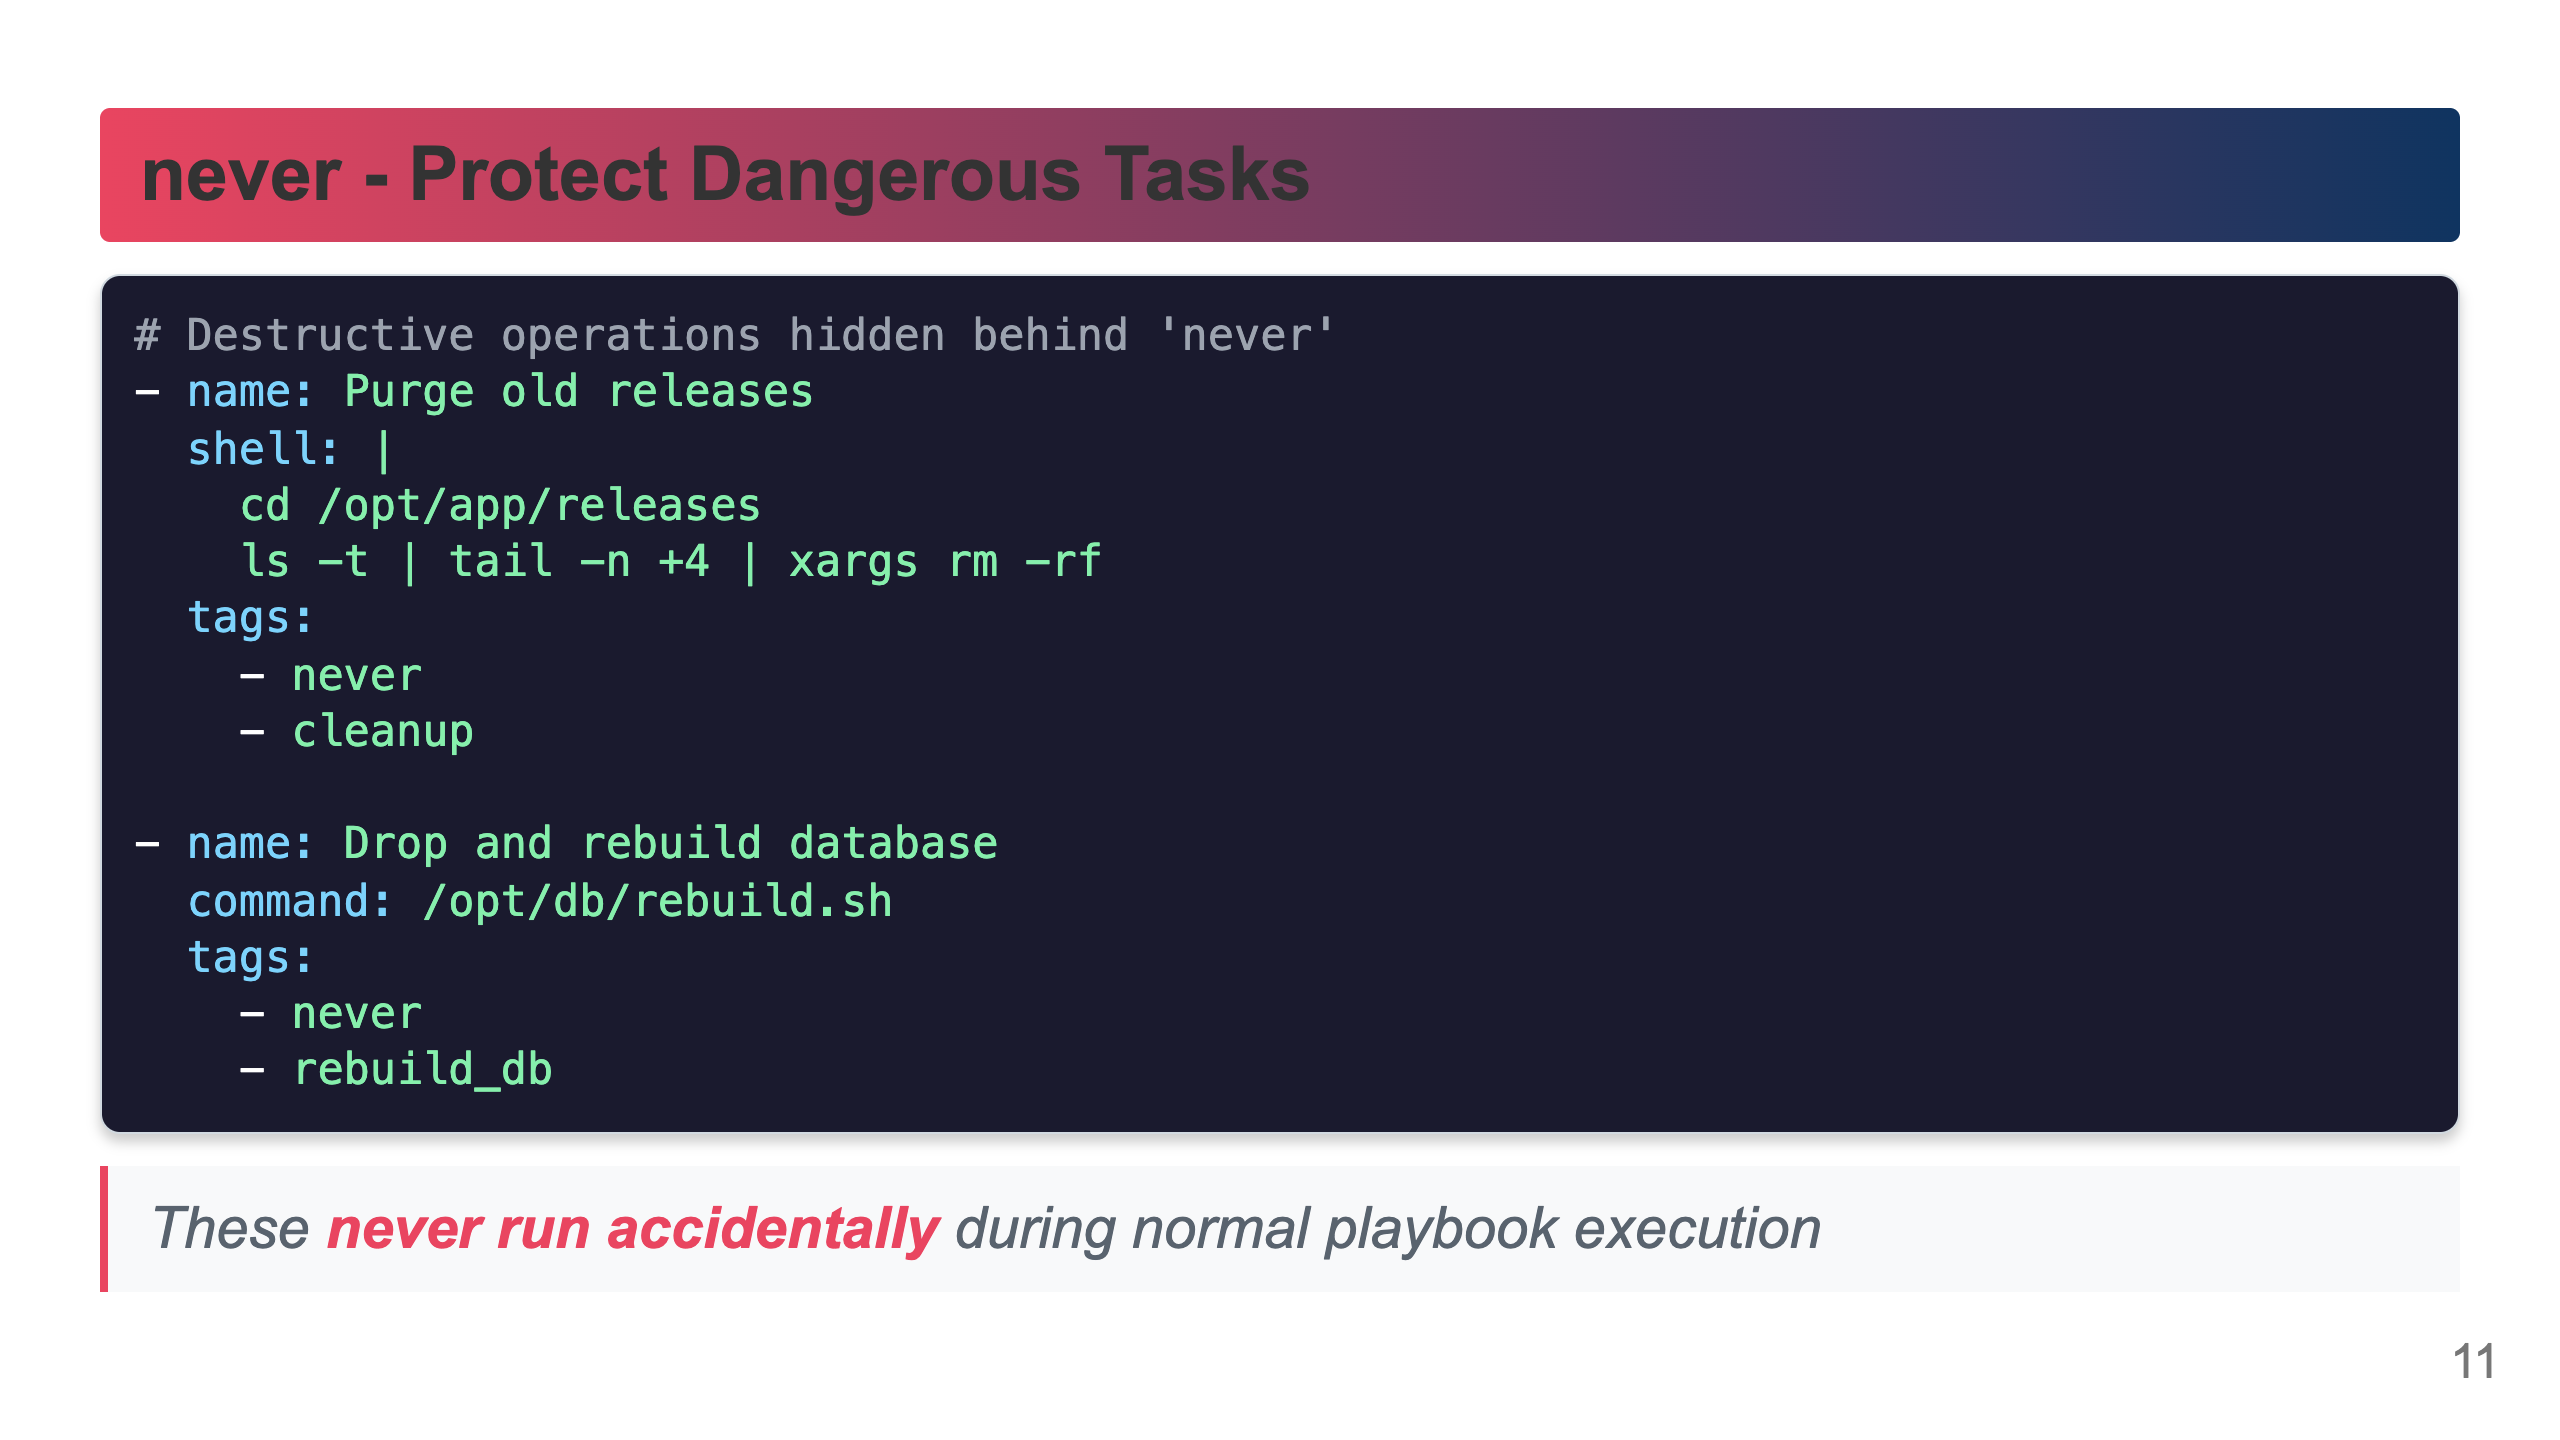 never - Protect Dangerous Tasks
# Destructive operations hidden behind 'never'
- name: Purge old releases
  shell: |
    cd /opt/app/releases
    ls -t | tail -n +4 | xargs rm -rf
  tags:
    - never
    - cleanup

- name: Drop and rebuild database
  command: /opt/db/rebuild.sh
  tags:
    - never
    - rebuild_db
These never run accidentally during normal playbook execution
11